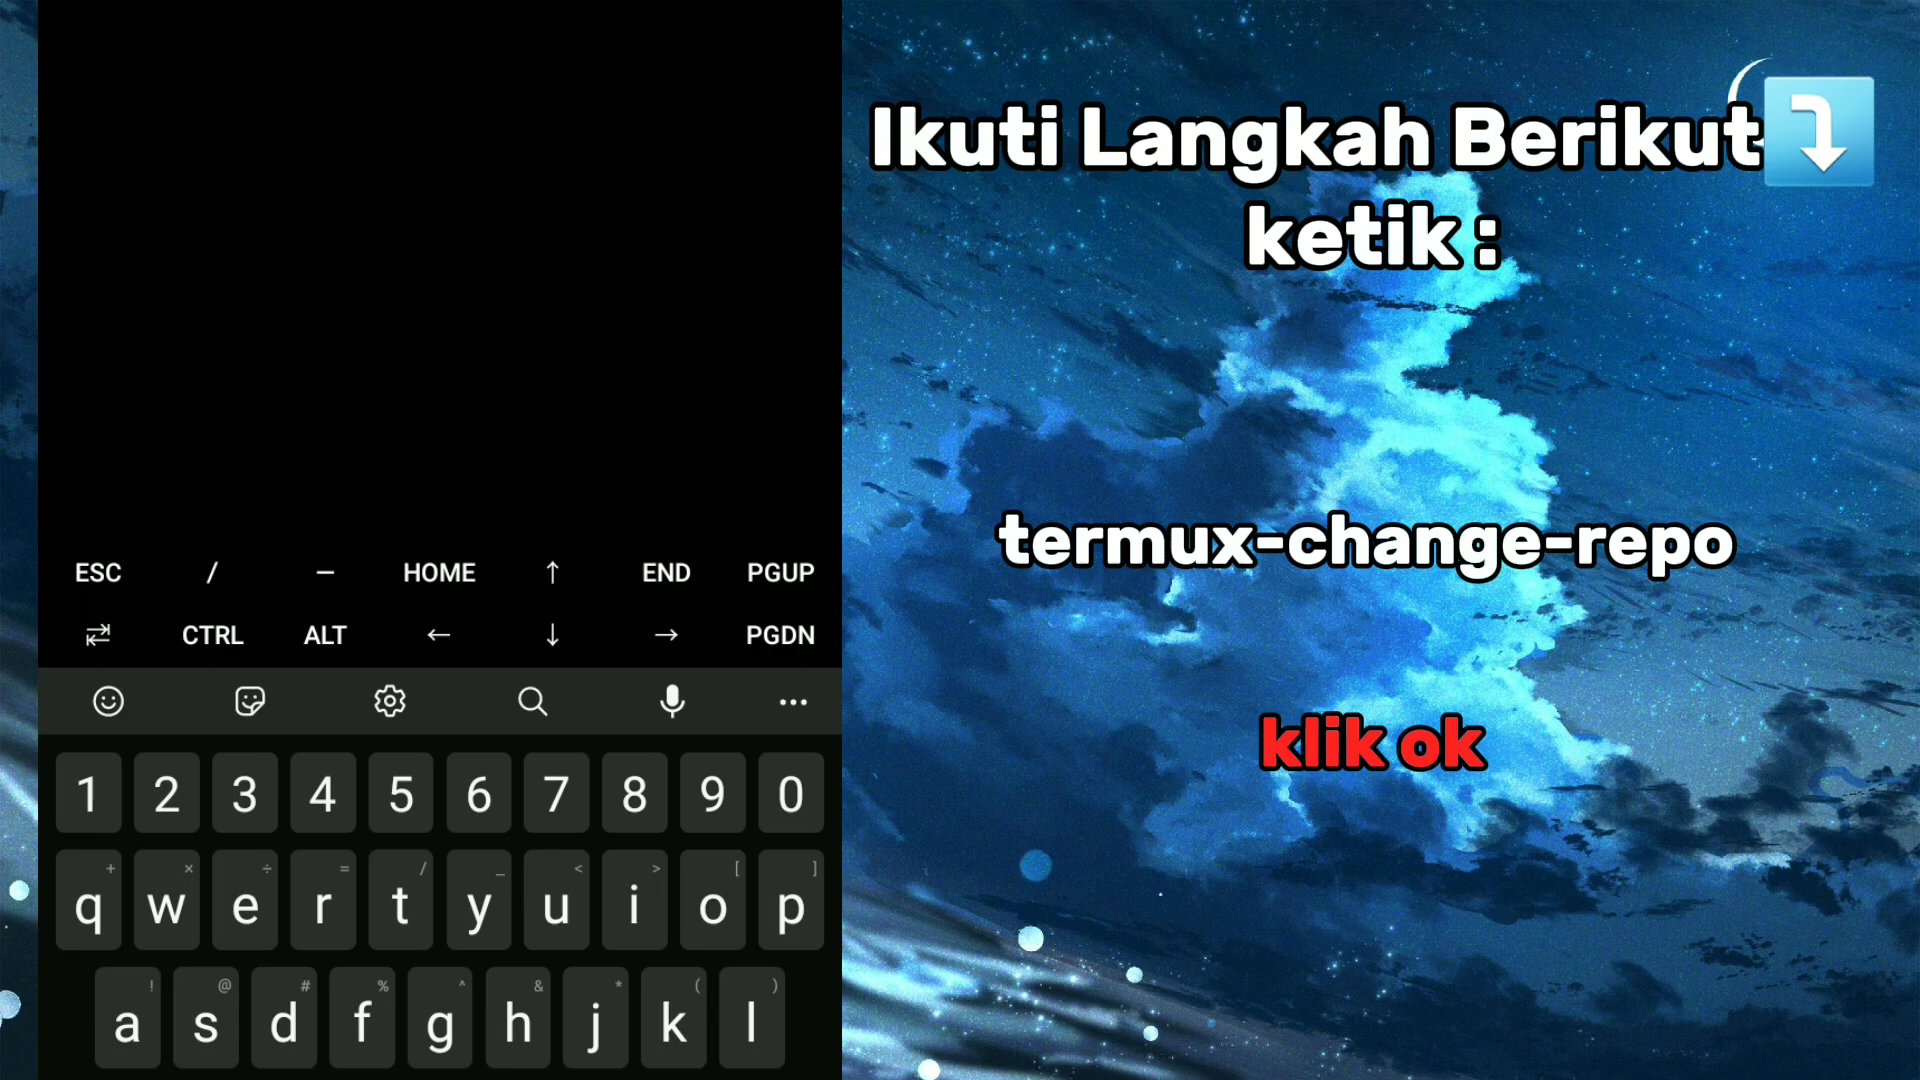 Ikuti Langkah Berikut
ketik :
termux-change-repo
klik ok
ESC / — HOME ↑ END PGUP
⇄ CTRL ALT ← ↓ → PGDN
1 2 3 4 5 6 7 8 9 0
+ × ÷ = / _ < > [ ]
q w e r t y u i o p
! @ # % ^ & * ( )
a s d f g h j k l